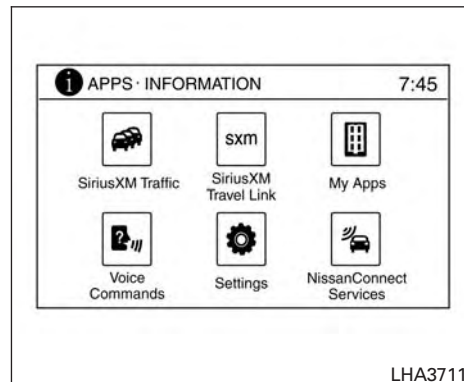 i APPS · INFORMATION 7:45
sxm
SiriusXM Traffic
SiriusXM
Travel Link
My Apps
?
Voice
Commands
Settings
NissanConnect
Services
LHA3711